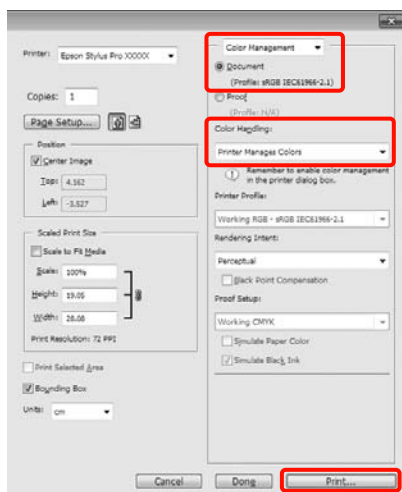 Printer: Epson Stylus Pro XXXXX
Copies: 1
Page Setup...
Position
Center Image
Top: 4.162
Left: -3.527
Scaled Print Size
Scale to Fit Media
Scale: 100%
Height: 19.05
Width: 28.08
Print Resolution: 72 PPI
Print Selected Area
Bounding Box
Units: cm
Color Management
Document
(Profile: sRGB IEC61966-2.1)
Proof
(Profile: N/A)
Color Handling:
Printer Manages Colors
Remember to enable color management
in the printer dialog box.
Printer Profile:
Working RGB - sRGB IEC61966-2.1
Rendering Intent:
Perceptual
Black Point Compensation
Proof Setup:
Working CMYK
Simulate Paper Color
Simulate Black Ink
Cancel
Done
Print...